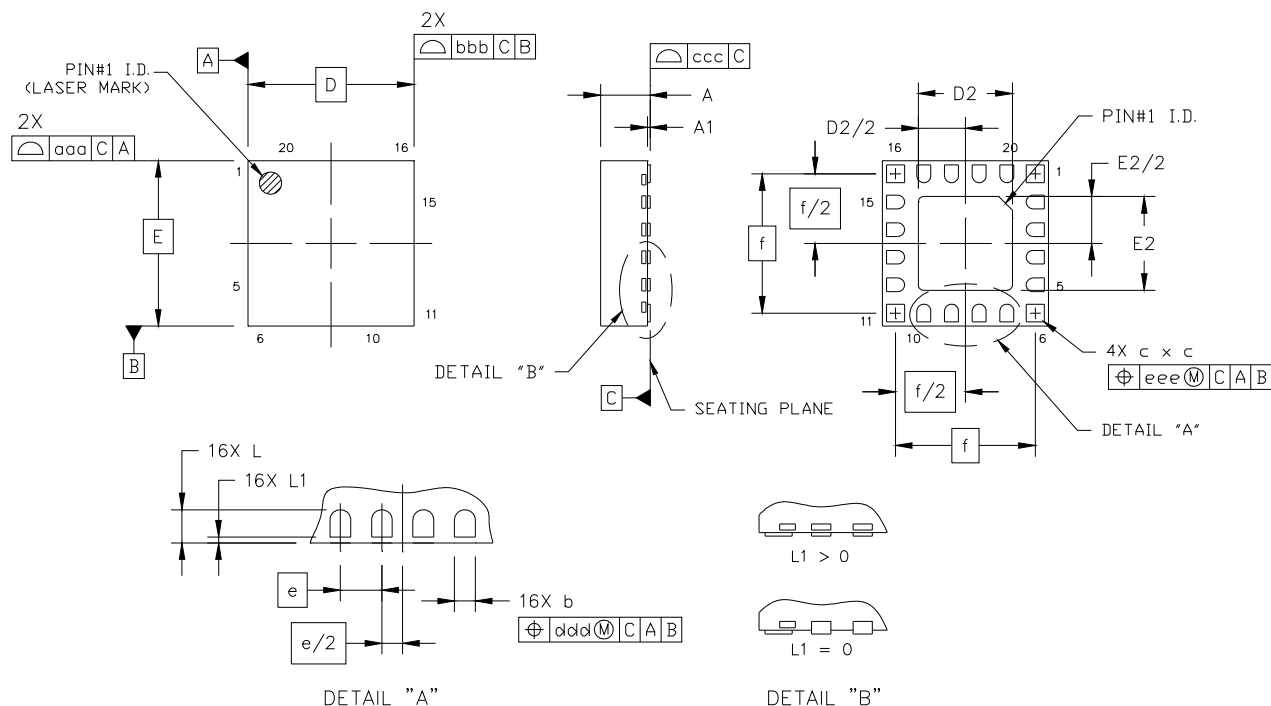 2X
bbb C B
A
D
PIN#1 I.D.
(LASER MARK)
2X
aaa C A
20
16
1
15
E
5
11
6
10
B
ccc C
A
A1
DETAIL "B"
C
SEATING PLANE
D2
D2/2
PIN#1 I.D.
16
20
1
E2/2
f/2
15
f
E2
5
11
10
6
4X c x c
⌖ eee Ⓜ C A B
f/2
DETAIL "A"
f
16X L
16X L1
e
16X b
⌖ ddd Ⓜ C A B
e/2
DETAIL "A"
L1 > 0
L1 = 0
DETAIL "B"